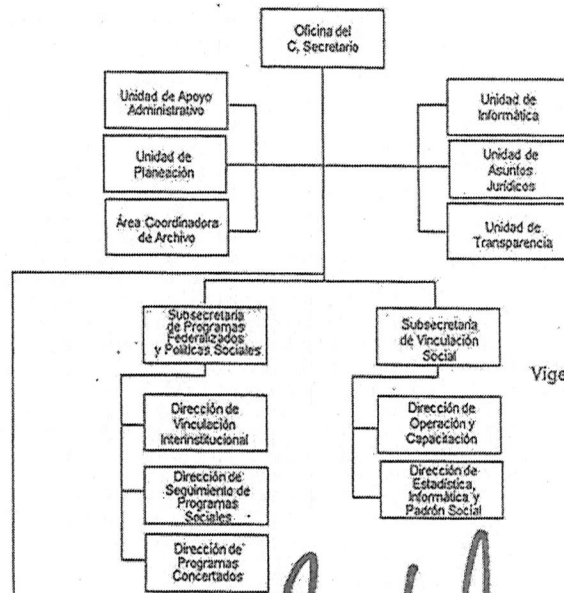 Oficina del
C. Secretario
Unidad de Apoyo
Administrativo
Unidad de
Planeación
Área Coordinadora
de Archivo
Unidad de
Informática
Unidad de
Asuntos
Jurídicos
Unidad de
Transparencia
Subsecretaría
de Programas
Federalizados
y Políticas Sociales
Subsecretaría
de Vinculación
Social
Vige
Dirección de
Vinculación
Interinstitucional
Dirección de
Seguimiento de
Programas
Sociales
Dirección de
Programas
Concertados
Dirección de
Operación y
Capacitación
Dirección de
Estadística,
Informática y
Padrón Social